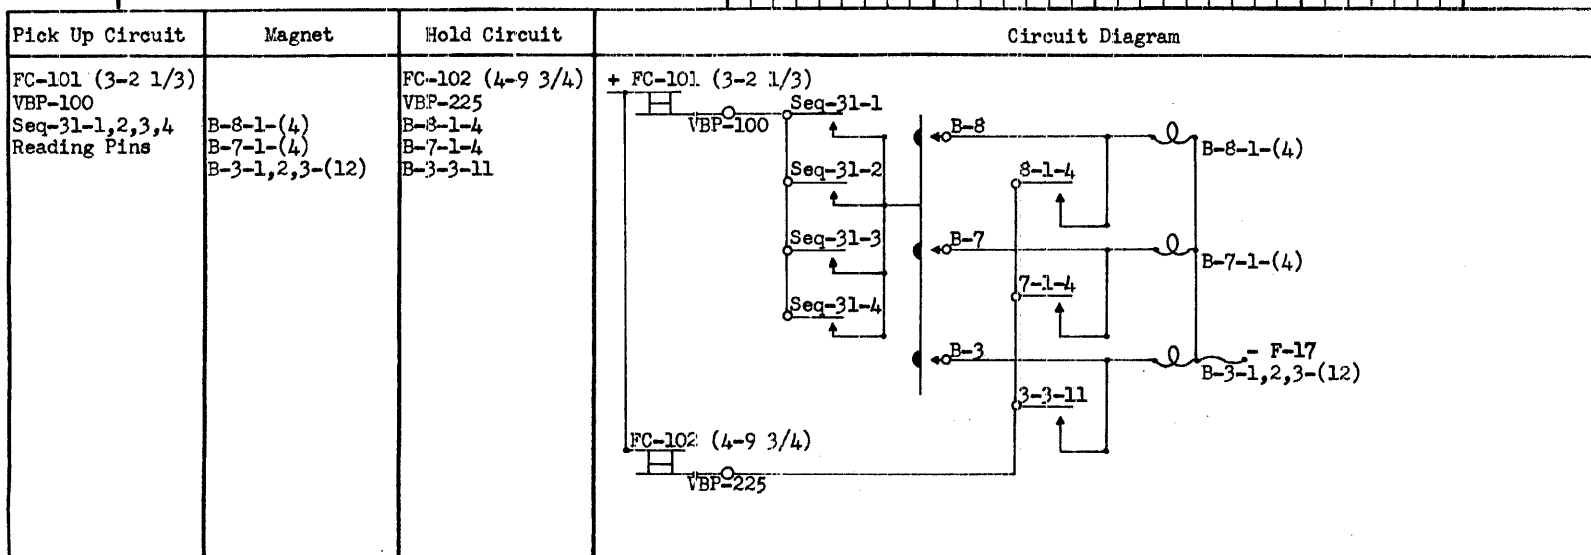 Pick Up Circuit
Magnet
Hold Circuit
Circuit Diagram
FC-101 (3-2 1/3)
VBP-100
Seq-31-1,2,3,4
Reading Pins
B-8-1-(4)
B-7-1-(4)
B-3-1,2,3-(12)
FC-102 (4-9 3/4)
VBP-225
B-8-1-4
B-7-1-4
B-3-3-11
+ FC-101 (3-2 1/3)
VBP-100
Seq-31-1
Seq-31-2
Seq-31-3
Seq-31-4
B-8
B-7
B-3
8-1-4
7-1-4
3-3-11
B-8-1-(4)
B-7-1-(4)
- F-17
B-3-1,2,3-(12)
FC-102 (4-9 3/4)
VBP-225